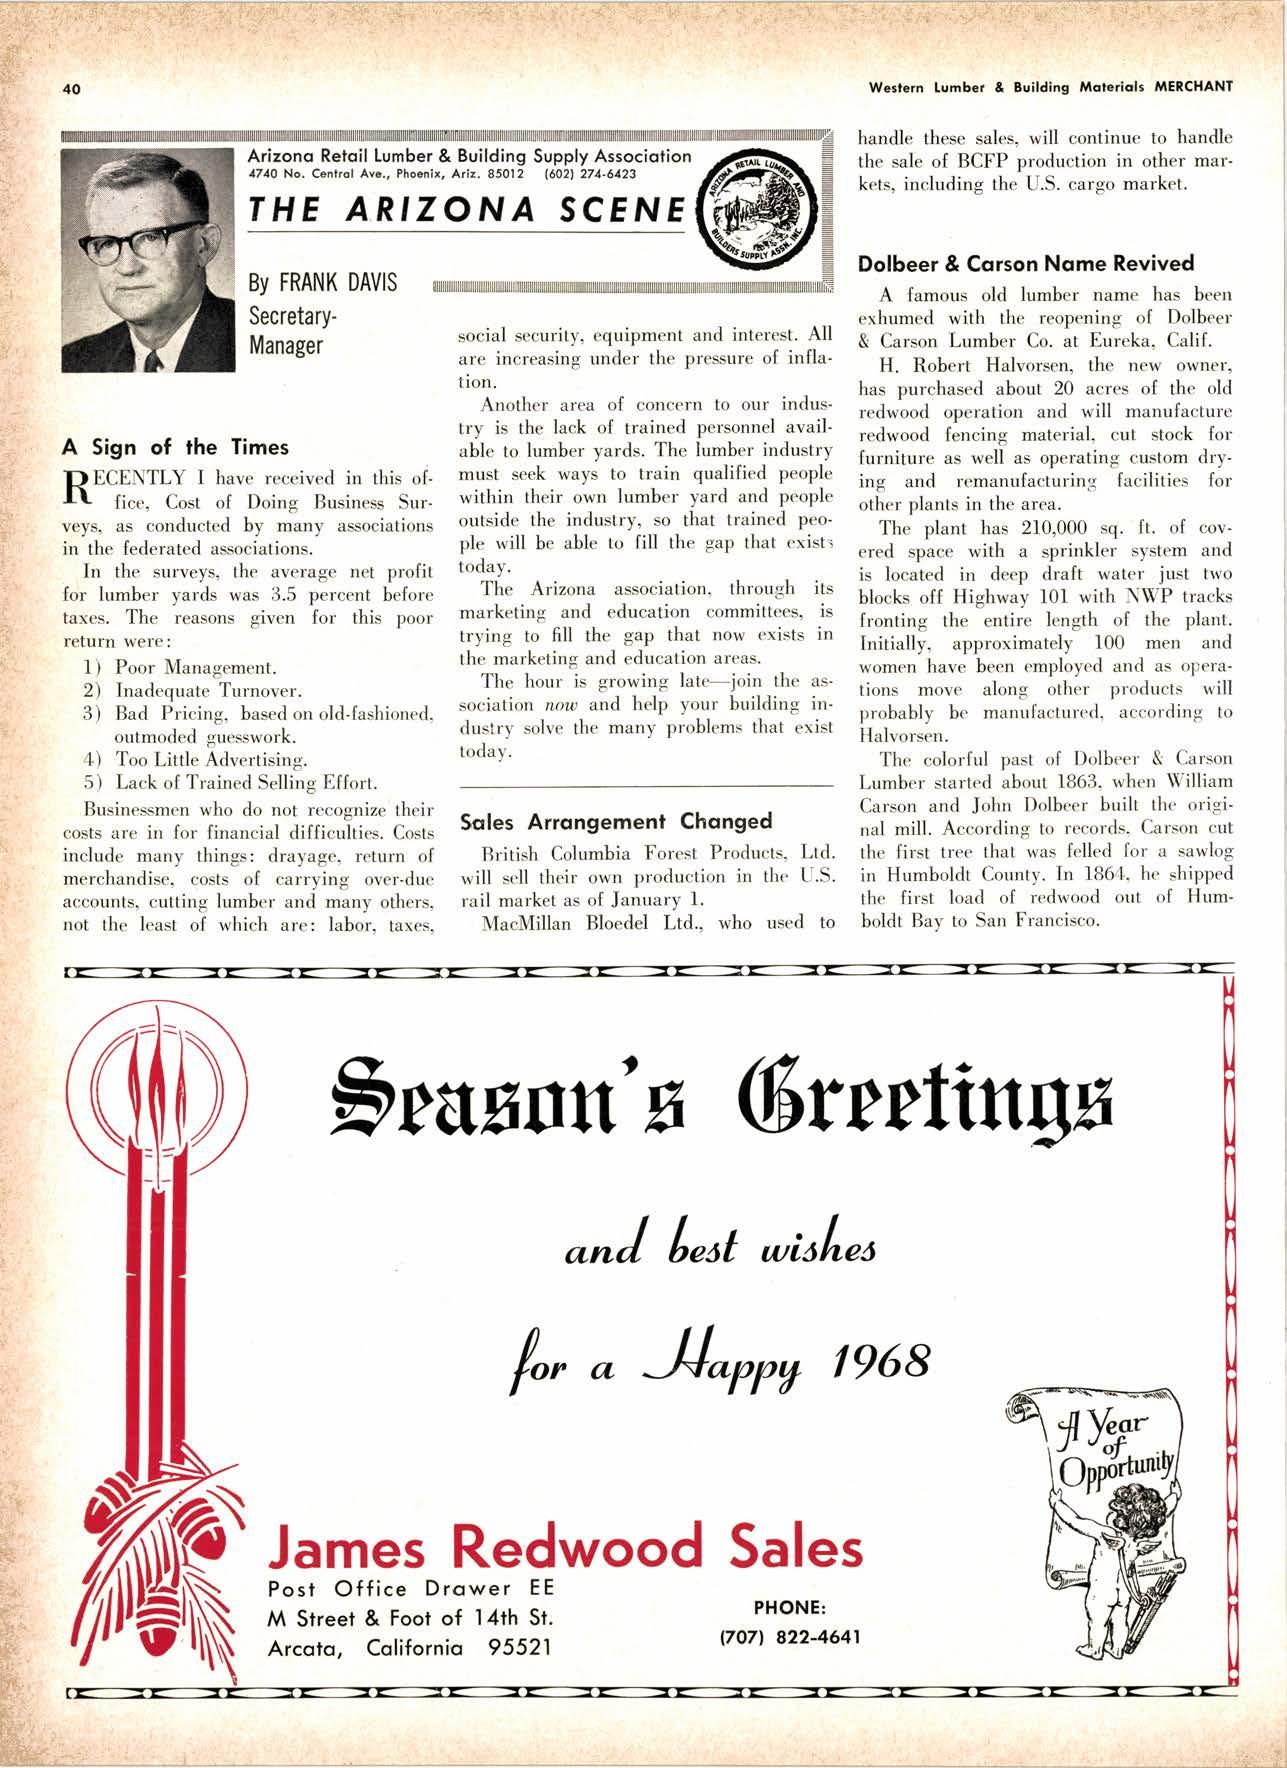 40
Western Lumber & Building Materials MERCHANT
Arizona Retail Lumber & Building Supply Association
4740 No. Central Ave., Phoenix, Ariz. 85012 (602) 274-6423
THE ARIZONA SCENE
ARIZONA RETAIL LUMBER AND
BUILDERS SUPPLY ASSN. INC.
By FRANK DAVIS
Secretary-
Manager
A Sign of the Times
RECENTLY I have received in this of-
fice, Cost of Doing Business Sur-
veys, as conducted by many associations
in the federated associations.
In the surveys, the average net profit
for lumber yards was 3.5 percent before
taxes. The reasons given for this poor
return were:
1) Poor Management.
2) Inadequate Turnover.
3) Bad Pricing, based on old-fashioned,
outmoded guesswork.
4) Too Little Advertising.
5) Lack of Trained Selling Effort.
Businessmen who do not recognize their
costs are in for financial difficulties. Costs
include many things: drayage, return of
merchandise, costs of carrying over-due
accounts, cutting lumber and many others,
not the least of which are: labor, taxes,
social security, equipment and interest. All
are increasing under the pressure of infla-
tion.
Another area of concern to our indus-
try is the lack of trained personnel avail-
able to lumber yards. The lumber industry
must seek ways to train qualified people
within their own lumber yard and people
outside the industry, so that trained peo-
ple will be able to fill the gap that exists
today.
The Arizona association, through its
marketing and education committees, is
trying to fill the gap that now exists in
the marketing and education areas.
The hour is growing late—join the as-
sociation now and help your building in-
dustry solve the many problems that exist
today.
Sales Arrangement Changed
British Columbia Forest Products, Ltd.
will sell their own production in the U.S.
rail market as of January 1.
MacMillan Bloedel Ltd., who used to
handle these sales, will continue to handle
the sale of BCFP production in other mar-
kets, including the U.S. cargo market.
Dolbeer & Carson Name Revived
A famous old lumber name has been
exhumed with the reopening of Dolbeer
& Carson Lumber Co. at Eureka, Calif.
H. Robert Halvorsen, the new owner,
has purchased about 20 acres of the old
redwood operation and will manufacture
redwood fencing material, cut stock for
furniture as well as operating custom dry-
ing and remanufacturing facilities for
other plants in the area.
The plant has 210,000 sq. ft. of cov-
ered space with a sprinkler system and
is located in deep draft water just two
blocks off Highway 101 with NWP tracks
fronting the entire length of the plant.
Initially, approximately 100 men and
women have been employed and as opera-
tions move along other products will
probably be manufactured, according to
Halvorsen.
The colorful past of Dolbeer & Carson
Lumber started about 1863, when William
Carson and John Dolbeer built the origi-
nal mill. According to records, Carson cut
the first tree that was felled for a sawlog
in Humboldt County. In 1864, he shipped
the first load of redwood out of Hum-
boldt Bay to San Francisco.
Season's Greetings
and best wishes
for a Happy 1968
A Year
of
Opportunity
James Redwood Sales
Post Office Drawer EE
M Street & Foot of 14th St.
Arcata, California 95521
PHONE:
(707) 822-4641